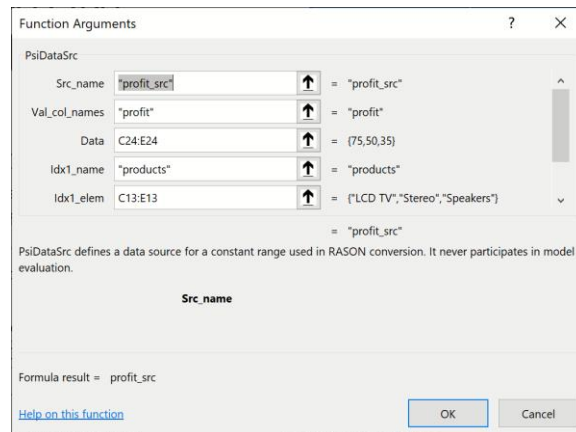 Function Arguments ? ×
PsiDataSrc
Src_name "profit_src" = "profit_src"
Val_col_names "profit" = "profit"
Data C24:E24 = {75,50,35}
Idx1_name "products" = "products"
Idx1_elem C13:E13 = {"LCD TV","Stereo","Speakers"}
= "profit_src"
PsiDataSrc defines a data source for a constant range used in RASON conversion. It never participates in model
evaluation.
Src_name
Formula result = profit_src
Help on this function OK Cancel